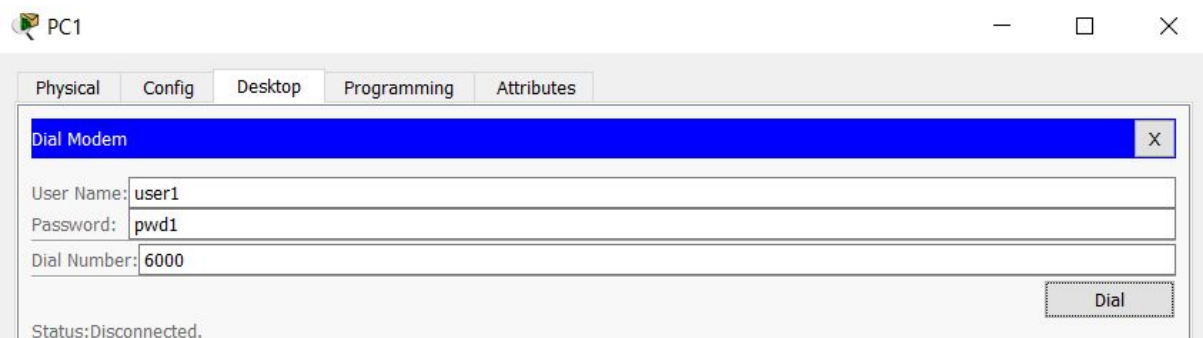 PC1
Physical Config Desktop Programming Attributes
Dial Modem X
User Name: user1
Password: pwd1
Dial Number: 6000
Dial
Status:Disconnected.